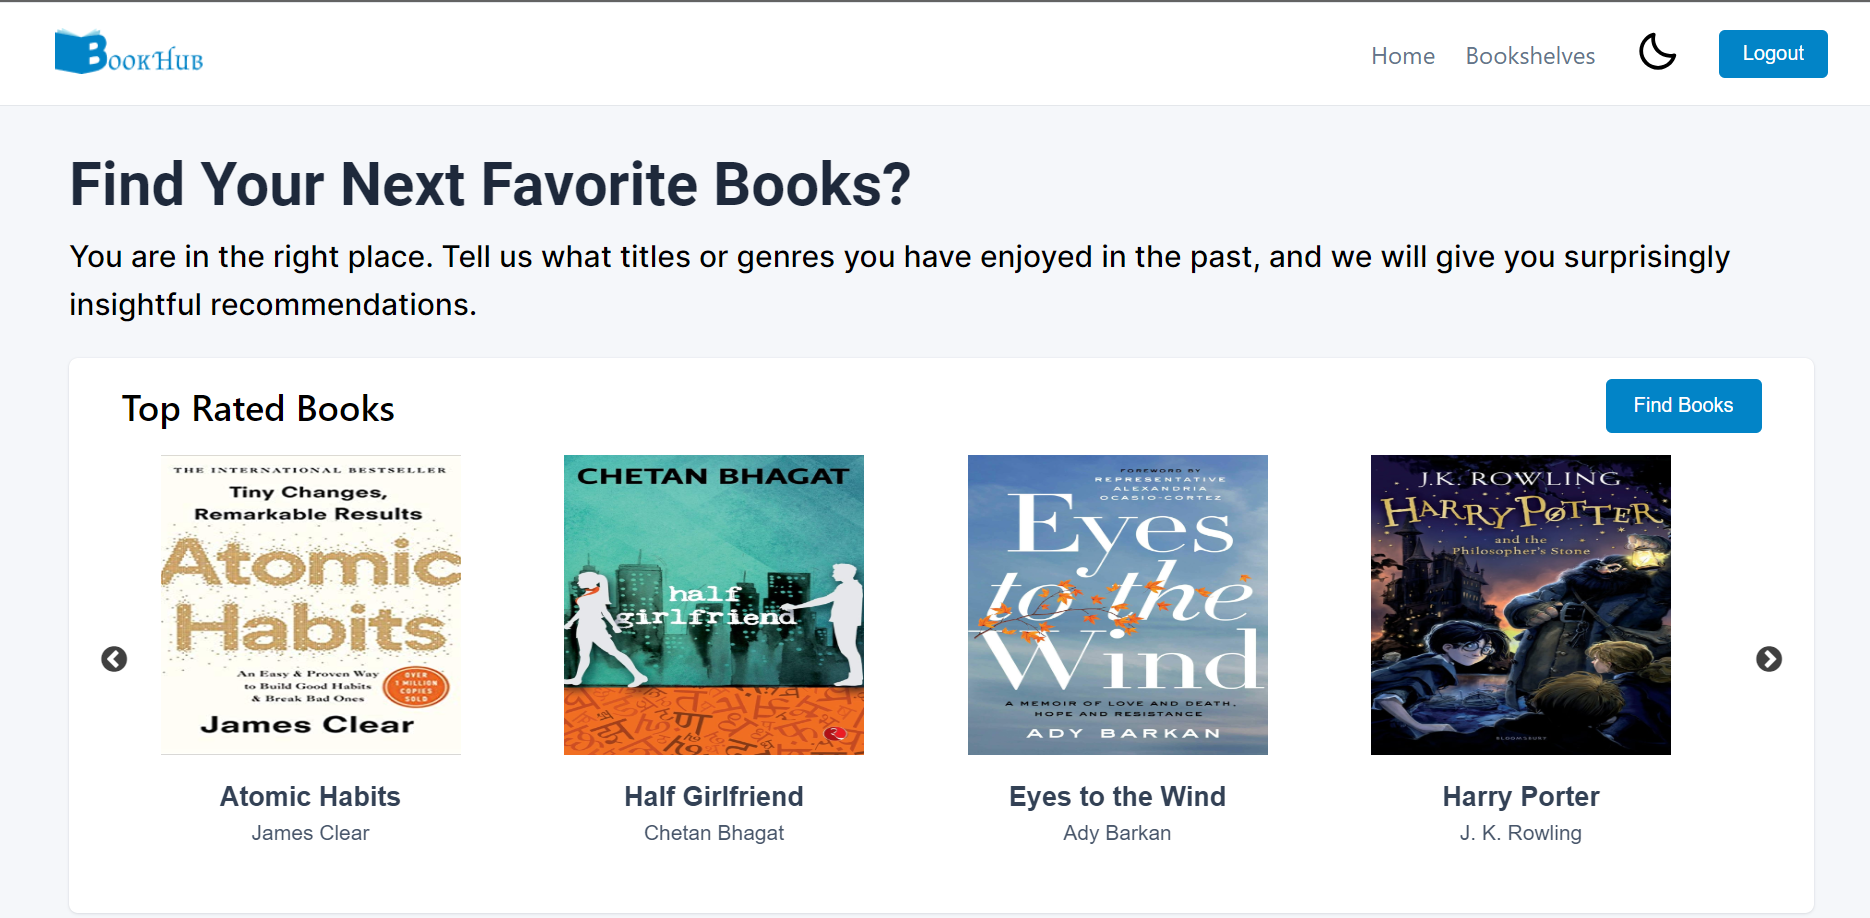 BookHub
Home
Bookshelves
Logout
Find Your Next Favorite Books?
You are in the right place. Tell us what titles or genres you have enjoyed in the past, and we will give you surprisingly
insightful recommendations.
Top Rated Books
Find Books
THE INTERNATIONAL BESTSELLER
Tiny Changes,
Remarkable Results
Atomic
Habits
An Easy & Proven Way
to Build Good Habits
& Break Bad Ones
OVER
1 MILLION
COPIES
SOLD
James Clear
CHETAN BHAGAT
half
girlfriend
FOREWORD BY
REPRESENTATIVE
ALEXANDRIA
OCASIO-CORTEZ
Eyes
to the
Wind
A MEMOIR OF LOVE AND DEATH,
HOPE AND RESISTANCE
ADY BARKAN
J.K. ROWLING
HARRY POTTER
and the
Philosopher's Stone
BLOOMSBURY
Atomic Habits
James Clear
Half Girlfriend
Chetan Bhagat
Eyes to the Wind
Ady Barkan
Harry Porter
J. K. Rowling